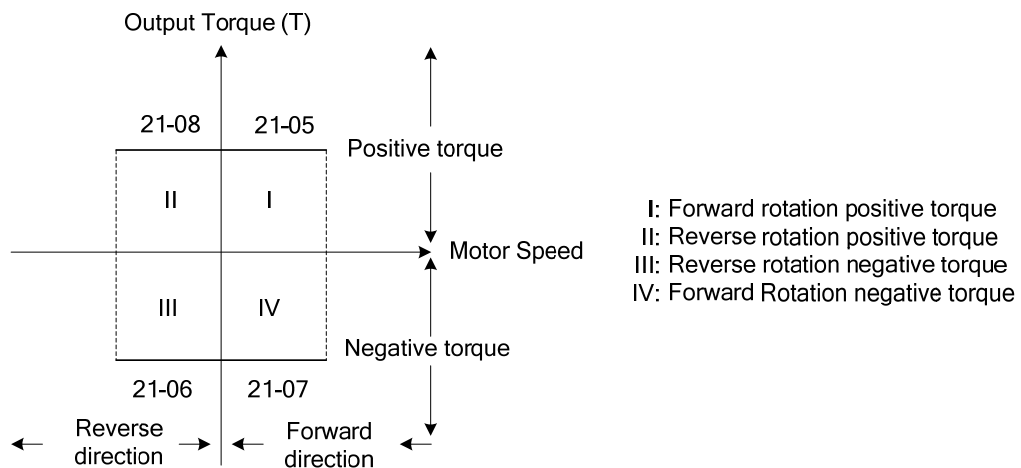 Output Torque (T)
21-08
21-05
Positive torque
II
I
Motor Speed
III
IV
Negative torque
21-06
21-07
Reverse
direction
Forward
direction
I: Forward rotation positive torque
II: Reverse rotation positive torque
III: Reverse rotation negative torque
IV: Forward Rotation negative torque